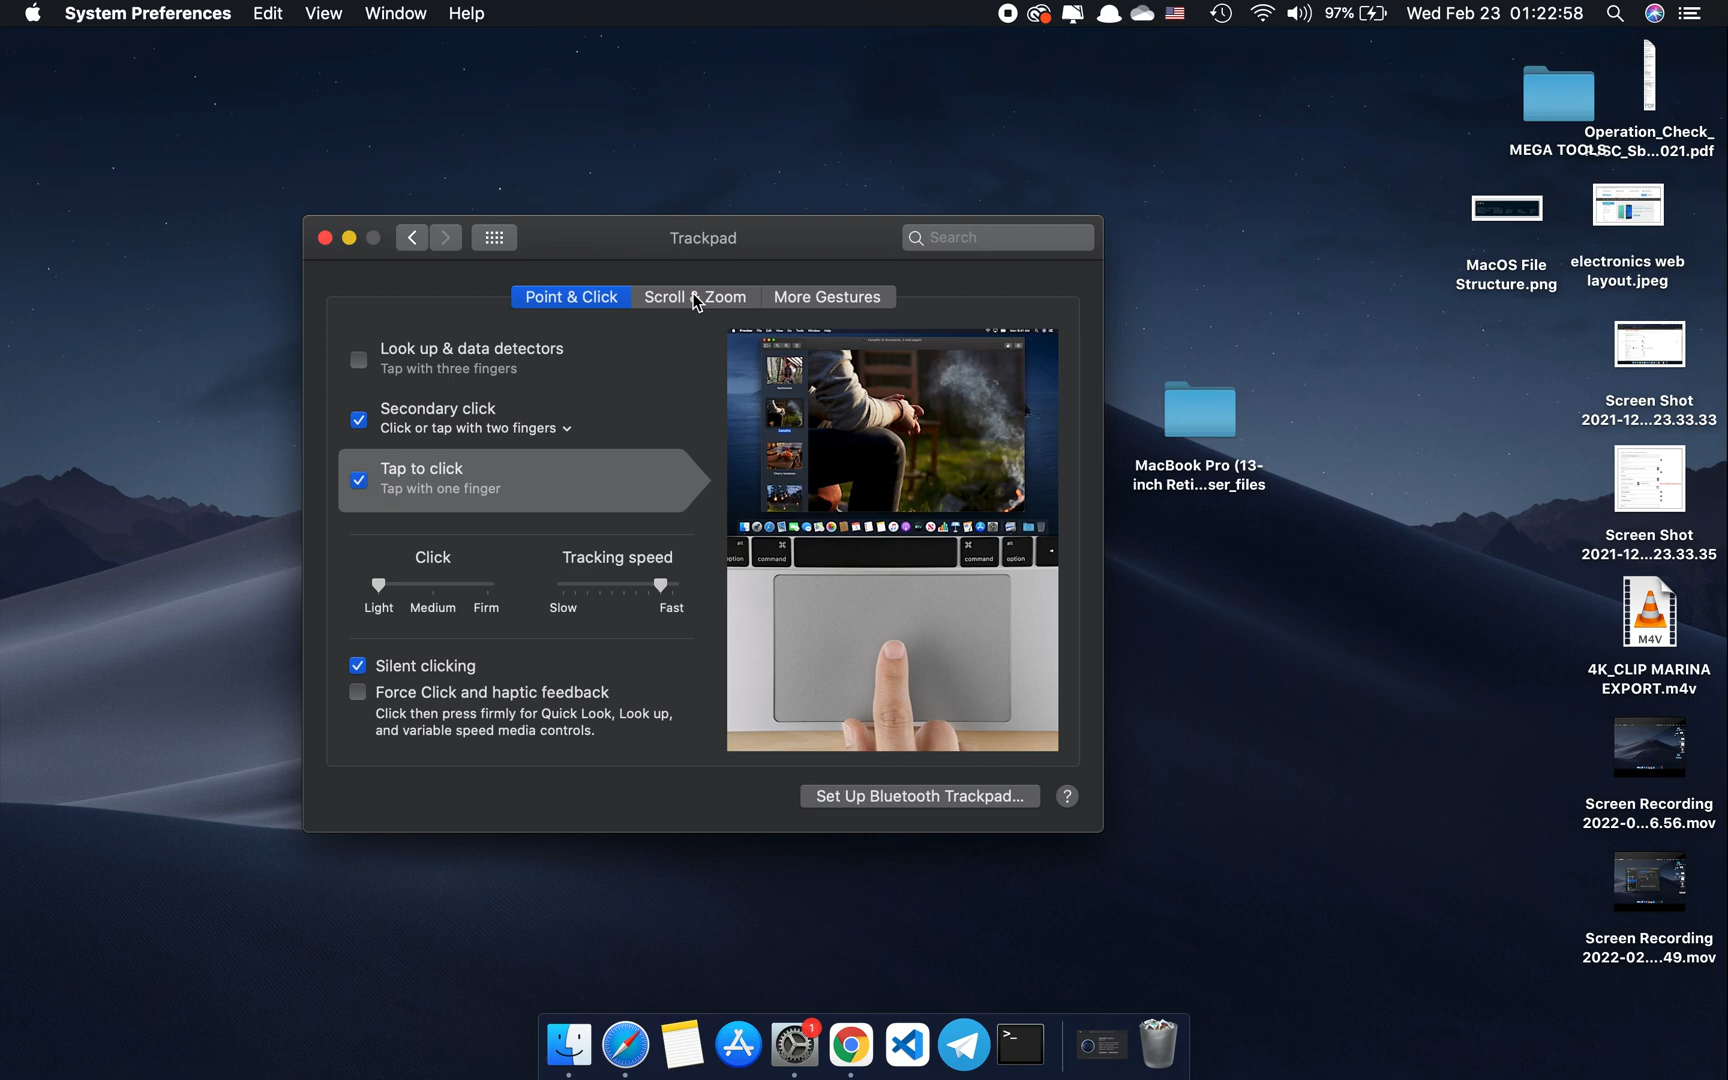 System Preferences Edit View Window Help
97% Wed Feb 23 01:22:58
Trackpad
Search
Point & Click
Scroll & Zoom
More Gestures
Look up & data detectors
Tap with three fingers
Secondary click
Click or tap with two fingers
Tap to click
Tap with one finger
Click
Light Medium Firm
Tracking speed
Slow Fast
Silent clicking
Force Click and haptic feedback
Click then press firmly for Quick Look, Look up,
and variable speed media controls.
command
command
option
Set Up Bluetooth Trackpad...
?
MacBook Pro (13-
inch Reti...ser_files
MEGA TOOLS
Operation_Check_
SC_Sb...021.pdf
MacOS File
Structure.png
electronics web
layout.jpeg
Screen Shot
2021-12...23.33.33
Screen Shot
2021-12...23.33.35
M4V
4K_CLIP MARINA
EXPORT.m4v
Screen Recording
2022-0...6.56.mov
Screen Recording
2022-02....49.mov
1